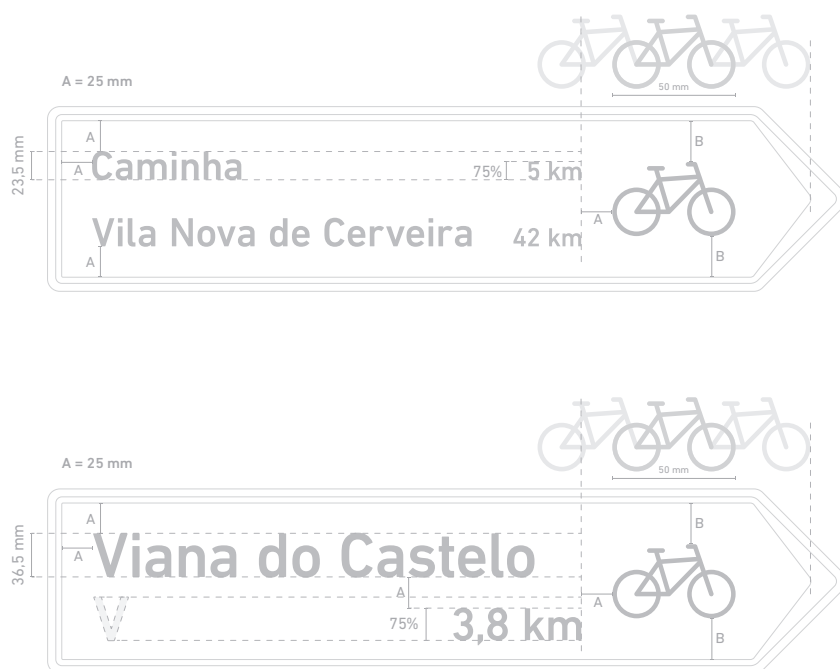 A = 25 mm
50 mm
A
B
23,5 mm
A
Caminha
75%
5 km
A
Vila Nova de Cerveira
42 km
A
B
A = 25 mm
50 mm
A
B
36,5 mm
A
Viana do Castelo
A
A
V
75%
3,8 km
B